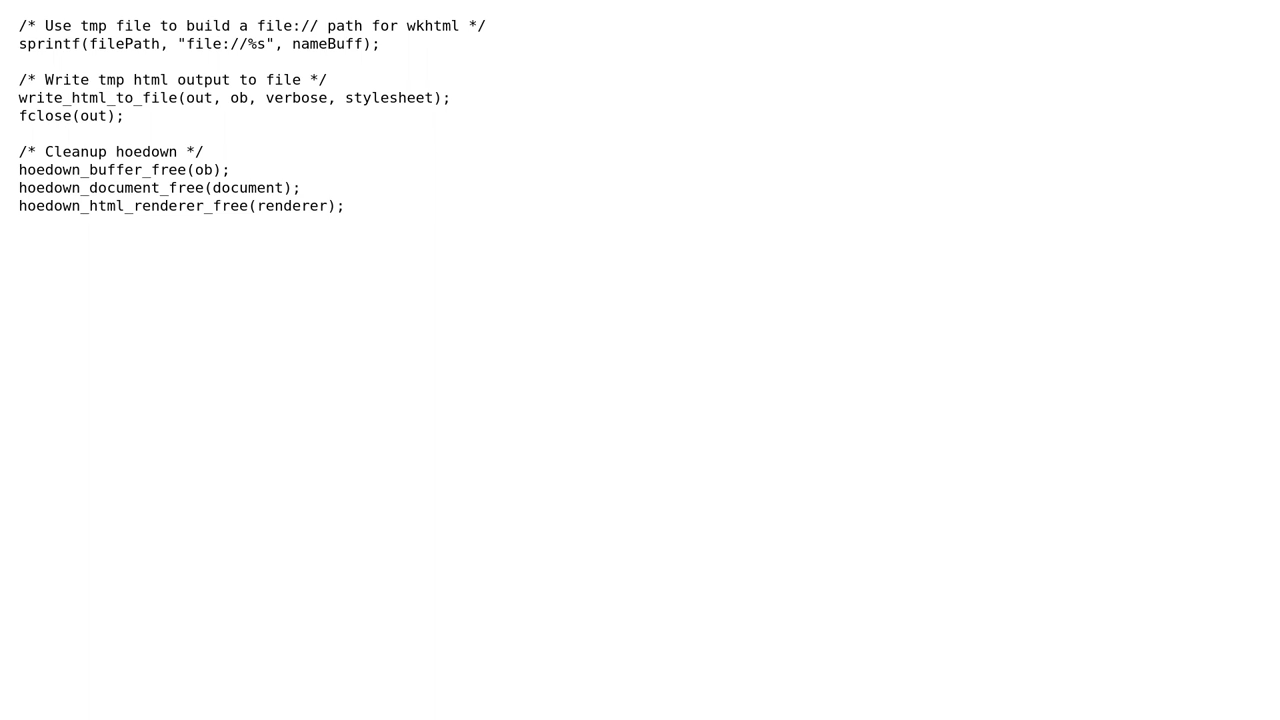 /* Use tmp file to build a file:// path for wkhtml */
sprintf(filePath, "file://%s", nameBuff);

/* Write tmp html output to file */
write_html_to_file(out, ob, verbose, stylesheet);
fclose(out);

/* Cleanup hoedown */
hoedown_buffer_free(ob);
hoedown_document_free(document);
hoedown_html_renderer_free(renderer);